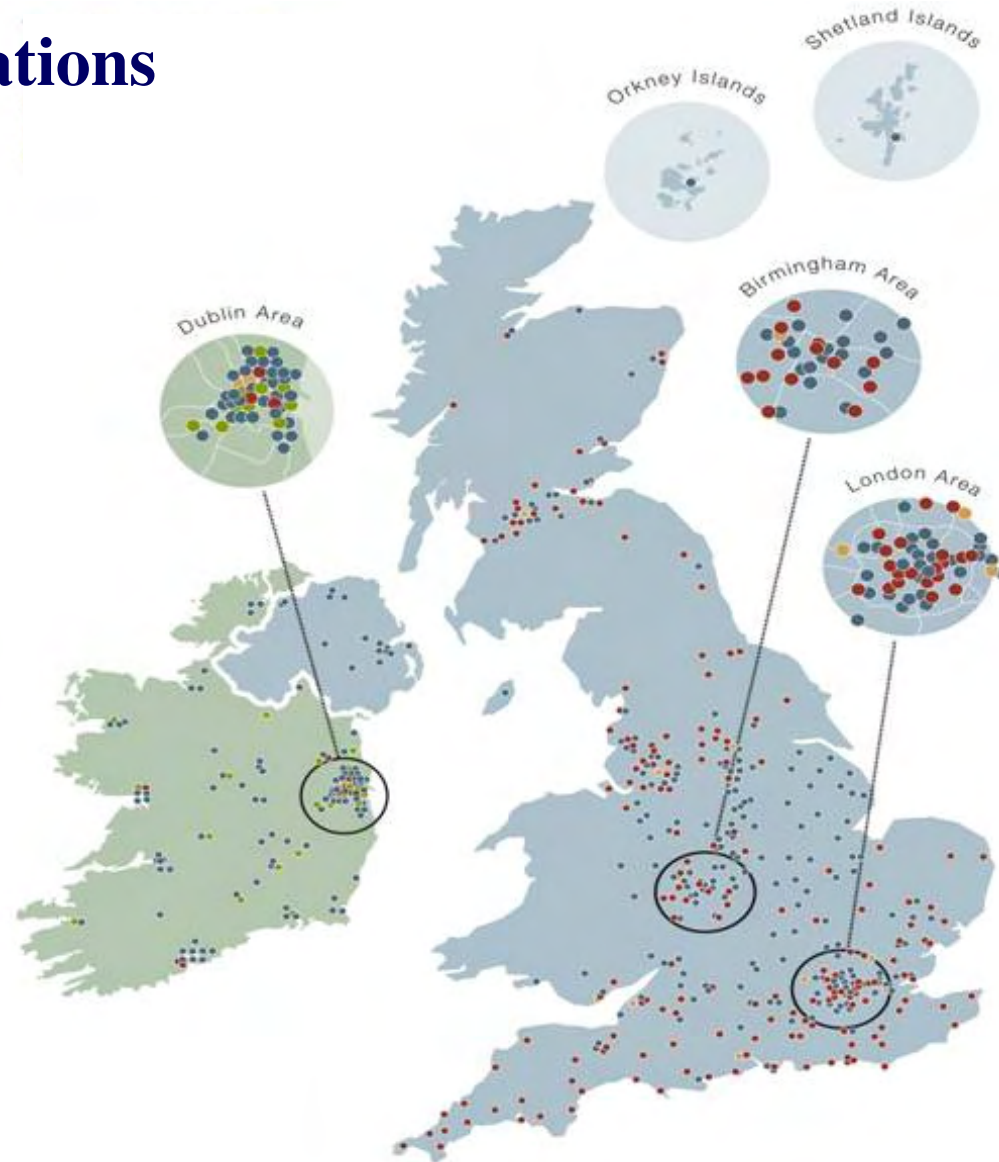 ations
Shetland Islands
Orkney Islands
Birmingham Area
Dublin Area
London Area